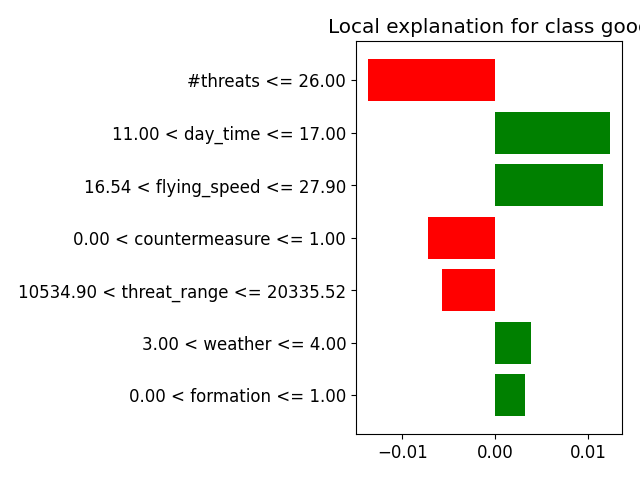 Local explanation for class goo
#threats <= 26.00
11.00 < day_time <= 17.00
16.54 < flying_speed <= 27.90
0.00 < countermeasure <= 1.00
10534.90 < threat_range <= 20335.52
3.00 < weather <= 4.00
0.00 < formation <= 1.00
−0.01 0.00 0.01